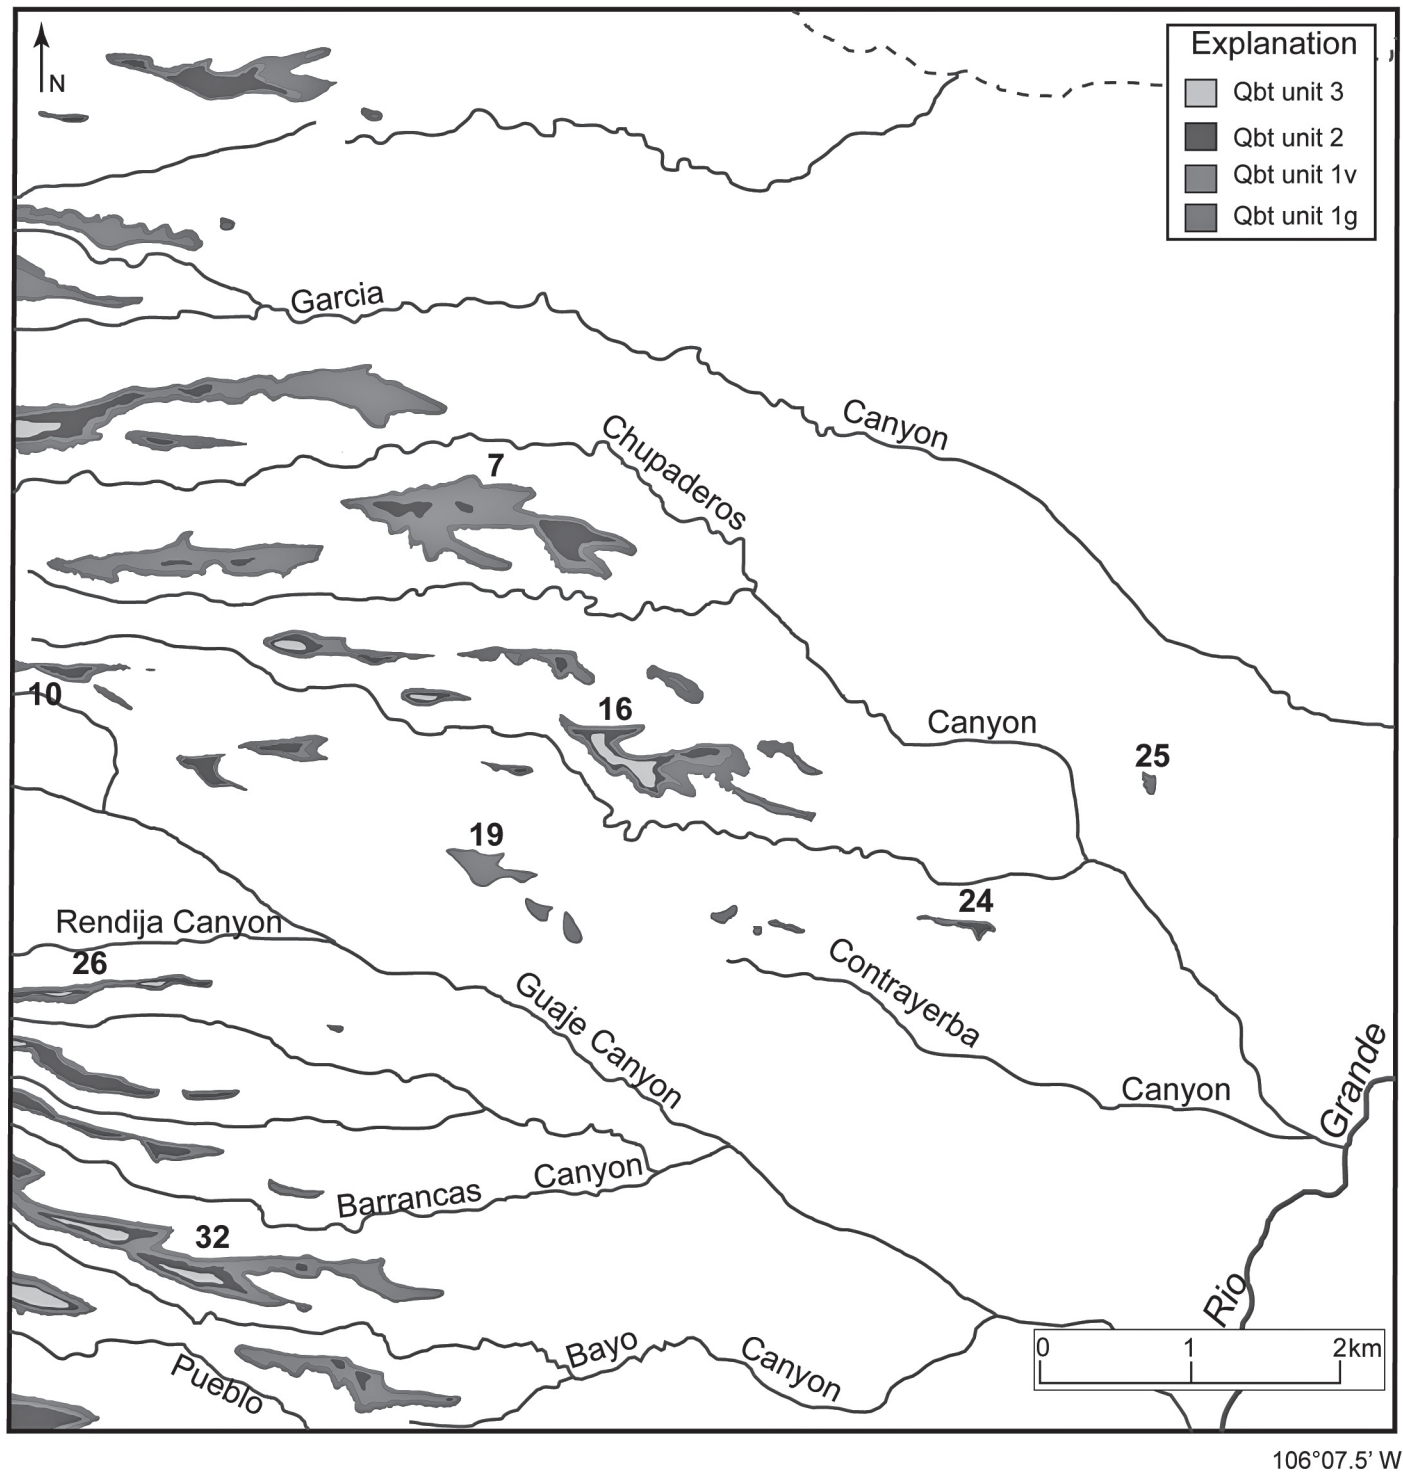 N
Explanation
Qbt unit 3
Qbt unit 2
Qbt unit 1v
Qbt unit 1g
Garcia
Canyon
Chupaderos
7
10
16
Canyon
25
19
24
Rendija Canyon
26
Contrayerba
Guaje Canyon
Canyon
Grande
Barrancas
Canyon
32
Rio
0 1 2km
Bayo
Canyon
Pueblo
106°07.5' W